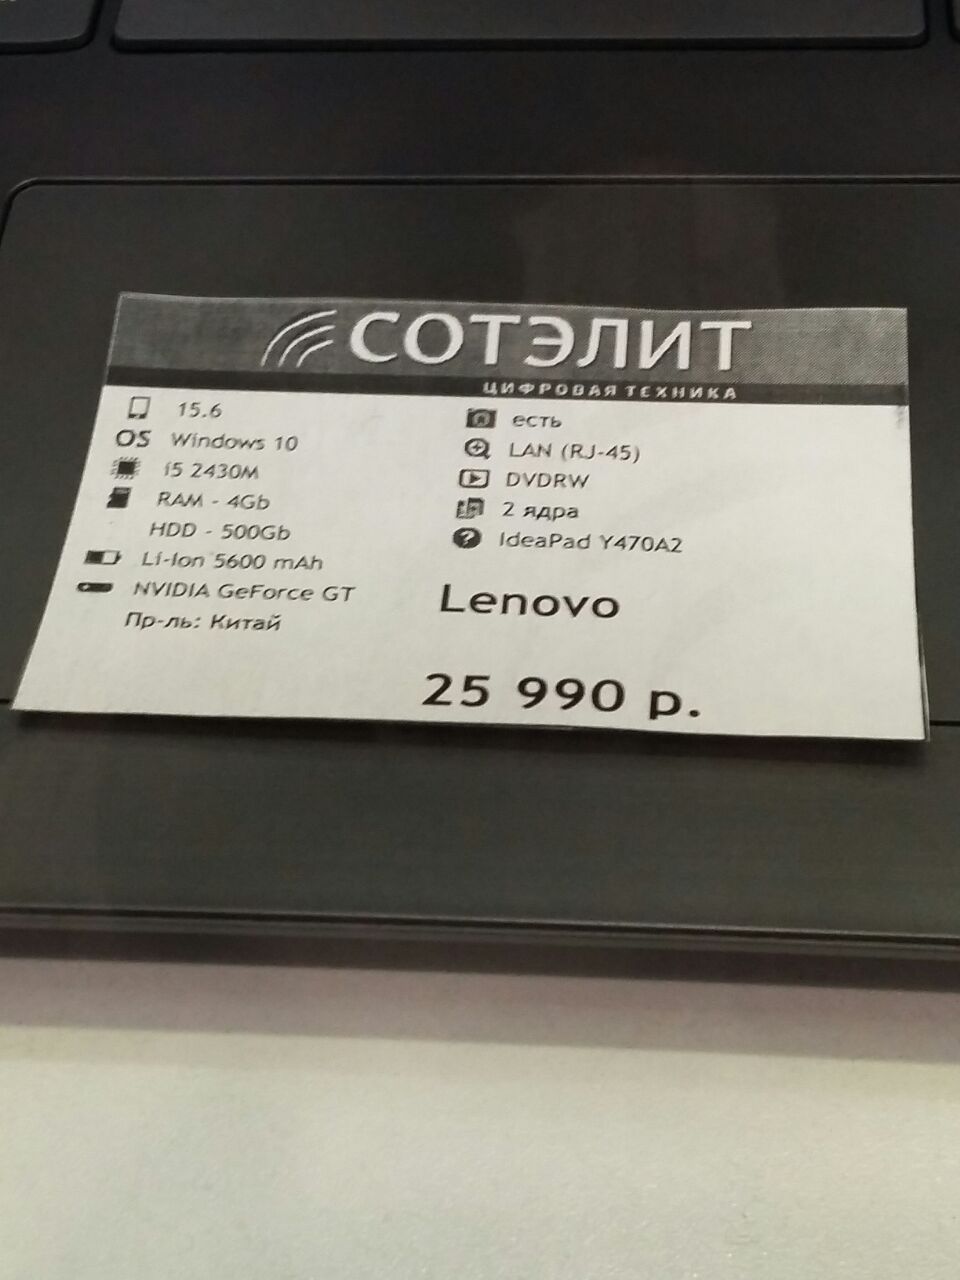 СОТЭЛИТ
ЦИФРОВАЯ ТЕХНИКА
15.6
OS Windows 10
i5 2430M
RAM - 4Gb
HDD - 500Gb
Li-Ion 5600 mAh
NVIDIA GeForce GT
Пр-ль: Китай
есть
LAN (RJ-45)
DVDRW
2 ядра
IdeaPad Y470A2
Lenovo
25 990 р.